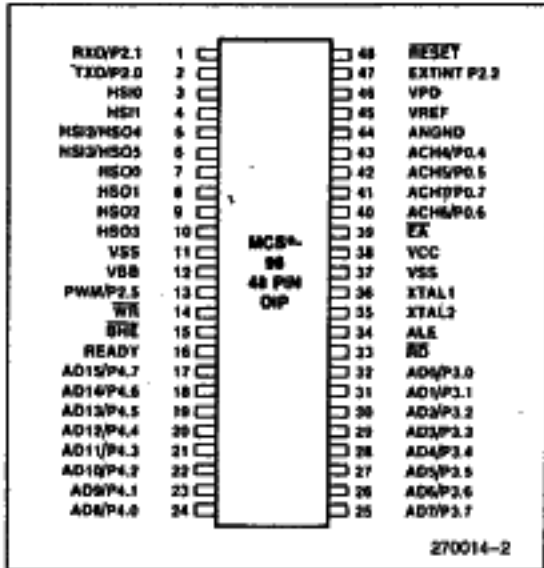 RXD/P2.1 1 48 RESET
TXD/P2.0 2 47 EXTINT P2.2
HSI0 3 46 VPD
HSI1 4 45 VREF
HSI2/HSO4 5 44 ANGND
HSI3/HSO5 6 43 ACH4/P0.4
HSO0 7 42 ACH5/P0.5
HSO1 8 41 ACH7/P0.7
HSO2 9 40 ACH6/P0.6
HSO3 10 39 EA
VSS 11 38 VCC
VBB 12 37 VSS
PWM/P2.5 13 36 XTAL1
WR 14 35 XTAL2
BHE 15 34 ALE
READY 16 33 RD
AD15/P4.7 17 32 AD0/P3.0
AD14/P4.6 18 31 AD1/P3.1
AD13/P4.5 19 30 AD2/P3.2
AD12/P4.4 20 29 AD3/P3.3
AD11/P4.3 21 28 AD4/P3.4
AD10/P4.2 22 27 AD5/P3.5
AD9/P4.1 23 26 AD6/P3.6
AD8/P4.0 24 25 AD7/P3.7
MCS®-
96
48 PIN
DIP
270014-2